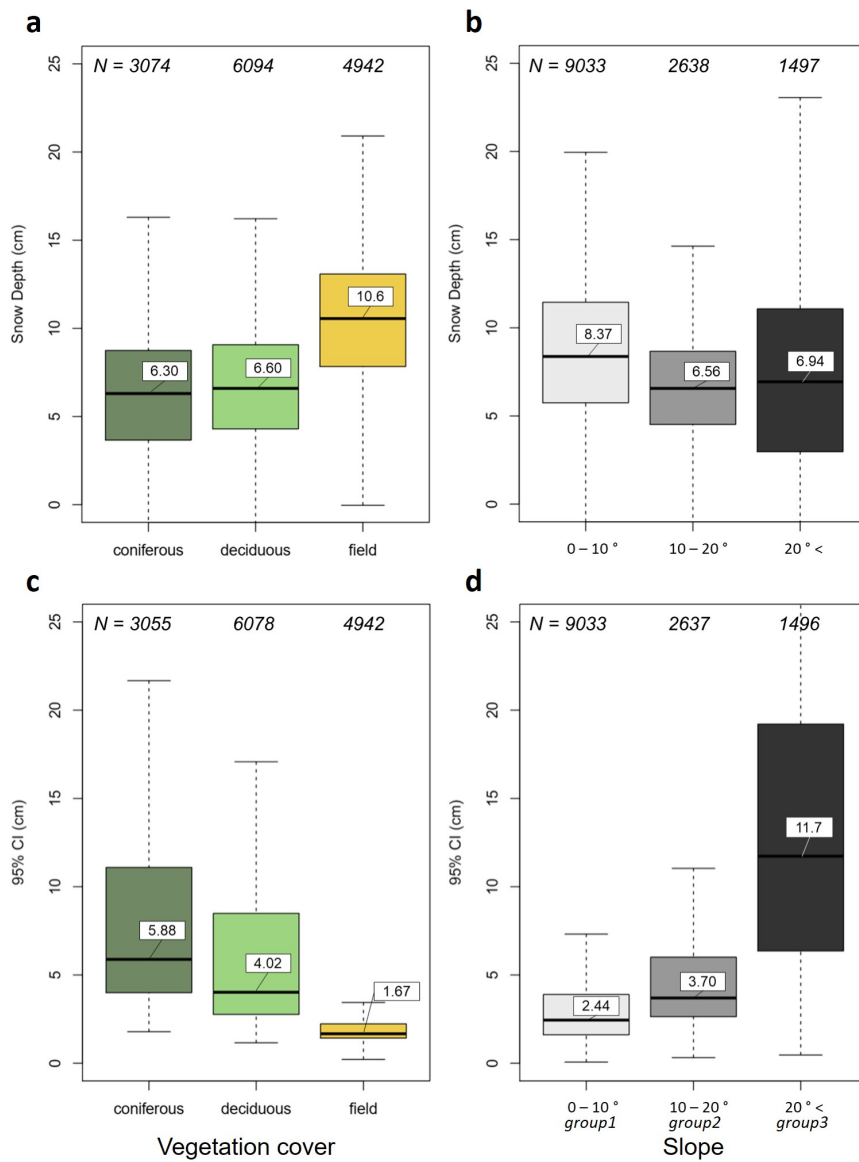 a
N = 3074 6094 4942
25
20
15
10
5
0
Snow Depth (cm)
6.30
6.60
10.6
coniferous deciduous field
b
N = 9033 2638 1497
25
20
15
10
5
0
Snow Depth (cm)
8.37
6.56
6.94
0 – 10 ° 10 – 20 ° 20 ° <
c
N = 3055 6078 4942
25
20
15
10
5
0
95% CI (cm)
5.88
4.02
1.67
coniferous deciduous field
Vegetation cover
d
N = 9033 2637 1496
25
20
15
10
5
0
95% CI (cm)
2.44
3.70
11.7
0 – 10 ° 10 – 20 ° 20 ° <
group1 group2 group3
Slope